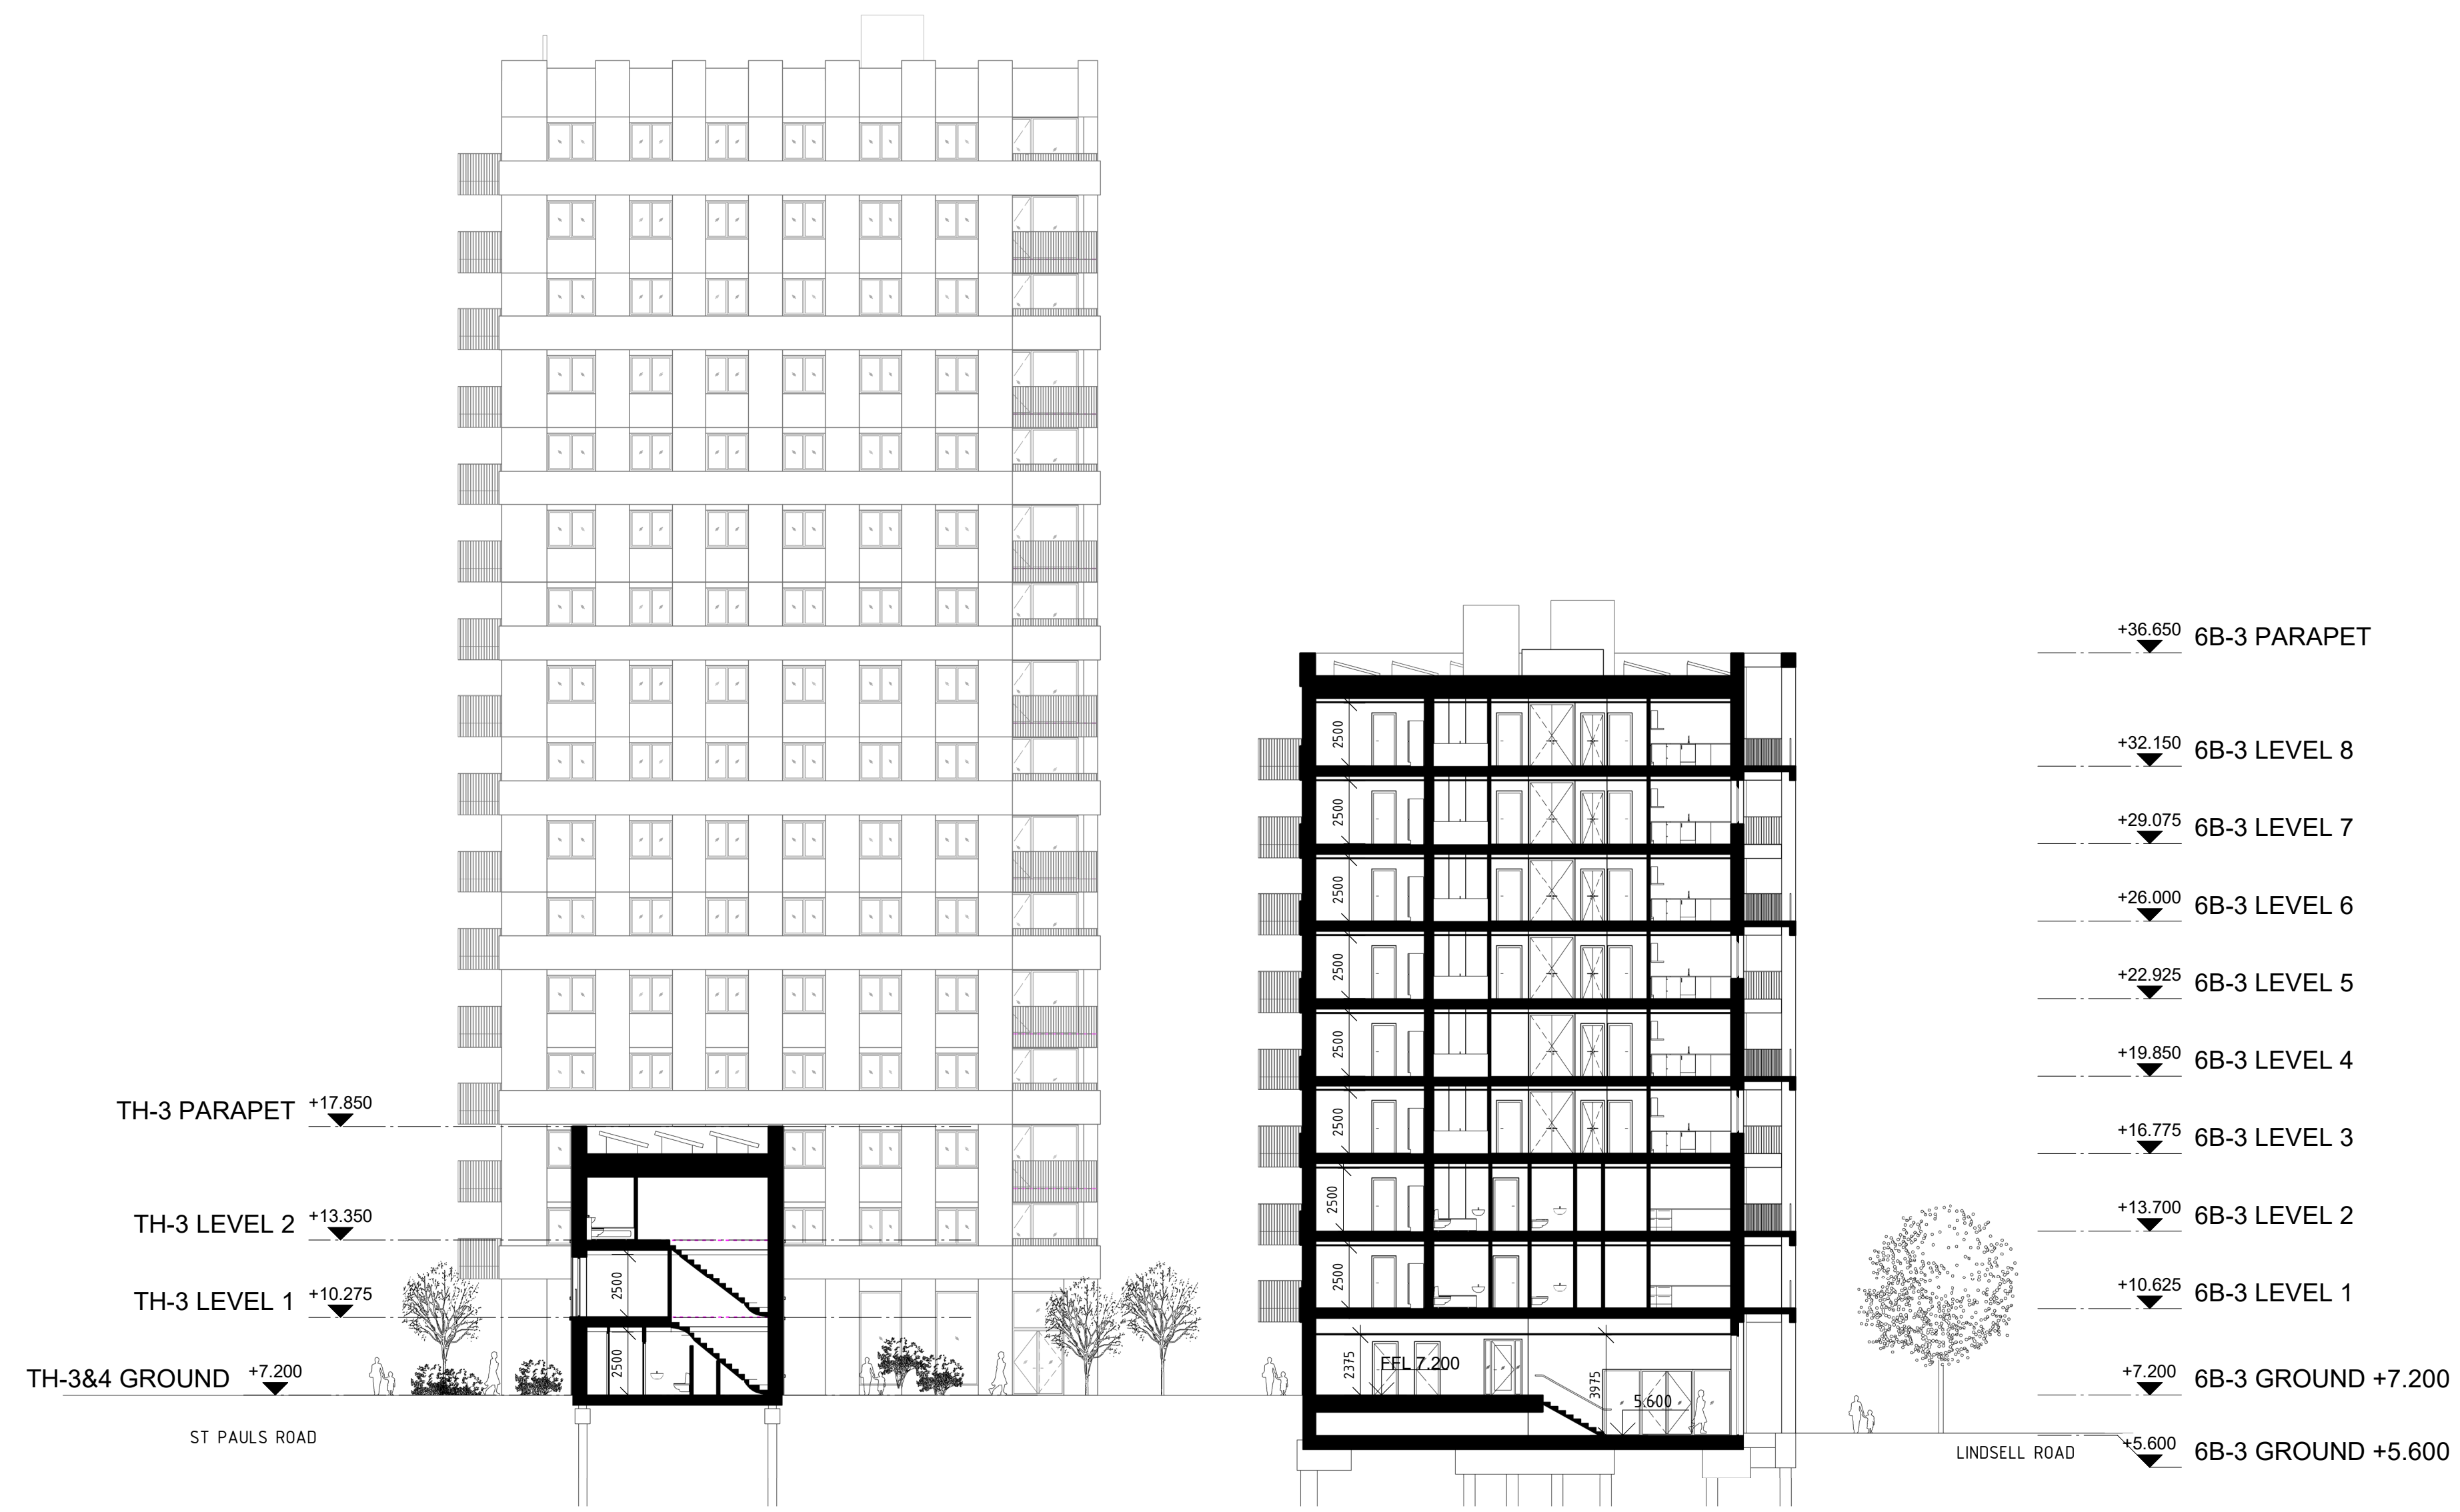 +36.650 6B-3 PARAPET
2500
+32.150 6B-3 LEVEL 8
2500
+29.075 6B-3 LEVEL 7
2500
+26.000 6B-3 LEVEL 6
2500
+22.925 6B-3 LEVEL 5
2500
+19.850 6B-3 LEVEL 4
TH-3 PARAPET +17.850
2500
+16.775 6B-3 LEVEL 3
2500
TH-3 LEVEL 2 +13.350
+13.700 6B-3 LEVEL 2
2500
2500
TH-3 LEVEL 1 +10.275
+10.625 6B-3 LEVEL 1
2500
2375
FFL 7.200
TH-3&4 GROUND +7.200
3975
5.600
+7.200 6B-3 GROUND +7.200
ST PAULS ROAD
LINDSELL ROAD
+5.600 6B-3 GROUND +5.600